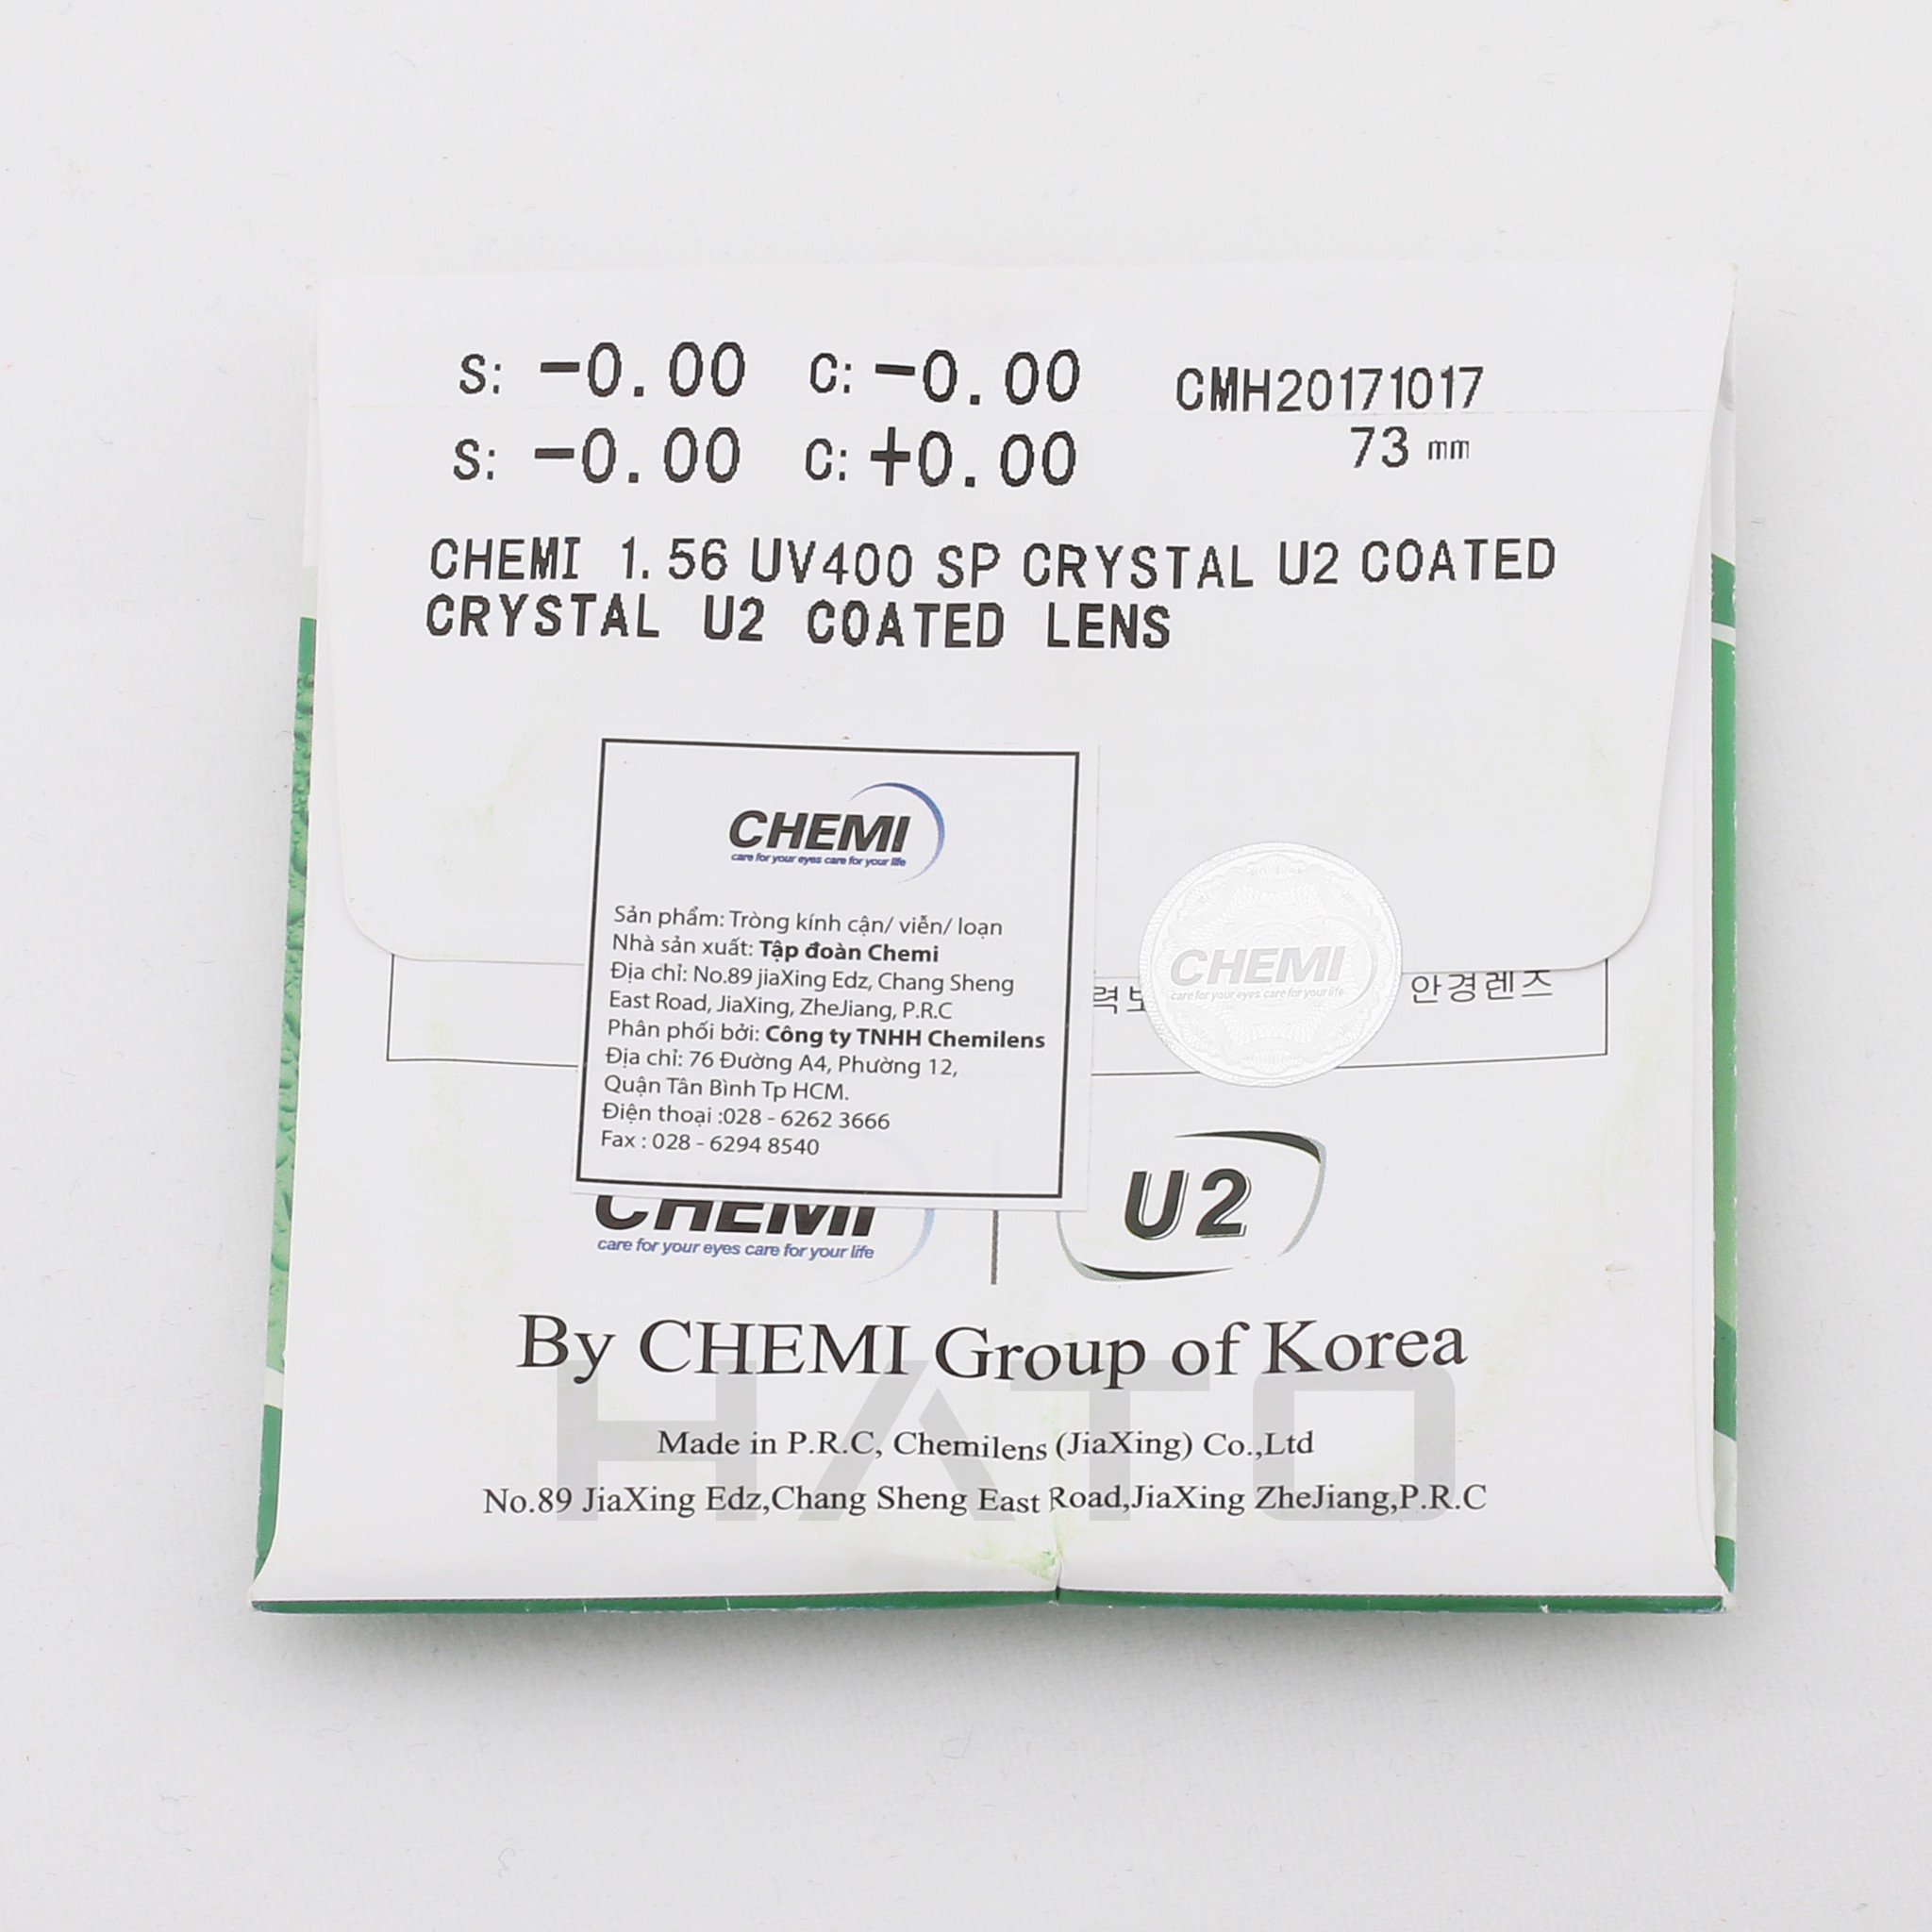 S: -0.00 C: -0.00 CMH20171017
S: -0.00 C: +0.00 73 mm
CHEMI 1.56 UV400 SP CRYSTAL U2 COATED
CRYSTAL U2 COATED LENS
CHEMI
care for your eyes care for your life
Sản phẩm: Tròng kính cận/ viễn/ loạn
Nhà sản xuất: Tập đoàn Chemi
Địa chỉ: No.89 jiaXing Edz, Chang Sheng
East Road, JiaXing, ZheJiang, P.R.C
Phân phối bởi: Công ty TNHH Chemilens
Địa chỉ: 76 Đường A4, Phường 12,
Quận Tân Bình Tp HCM.
Điện thoại :028 - 6262 3666
Fax : 028 - 6294 8540
CHEMI
care for your eyes care for your life
안경렌즈
CHEMI
care for your eyes care for your life
U2
By CHEMI Group of Korea
HATO
Made in P.R.C, Chemilens (JiaXing) Co.,Ltd
No.89 JiaXing Edz,Chang Sheng East Road,JiaXing ZheJiang,P.R.C